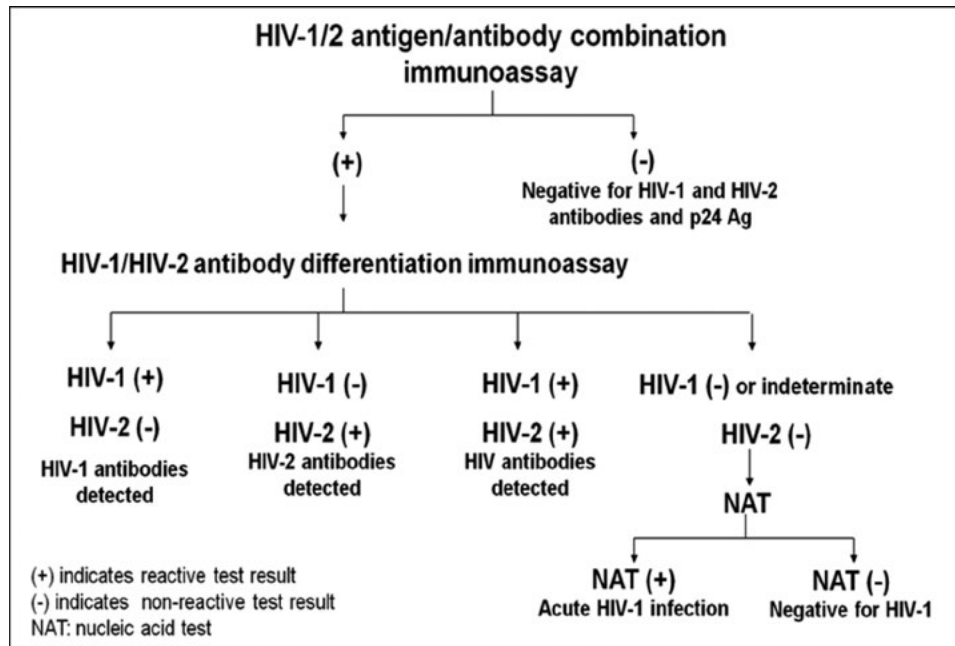 HIV-1/2 antigen/antibody combination
immunoassay
(+)
(-)
Negative for HIV-1 and HIV-2
antibodies and p24 Ag
HIV-1/HIV-2 antibody differentiation immunoassay
HIV-1 (+)
HIV-2 (-)
HIV-1 antibodies
detected
HIV-1 (-)
HIV-2 (+)
HIV-2 antibodies
detected
HIV-1 (+)
HIV-2 (+)
HIV antibodies
detected
HIV-1 (-) or indeterminate
HIV-2 (-)
NAT
NAT (+)
Acute HIV-1 infection
NAT (-)
Negative for HIV-1
(+) indicates reactive test result
(-) indicates non-reactive test result
NAT: nucleic acid test